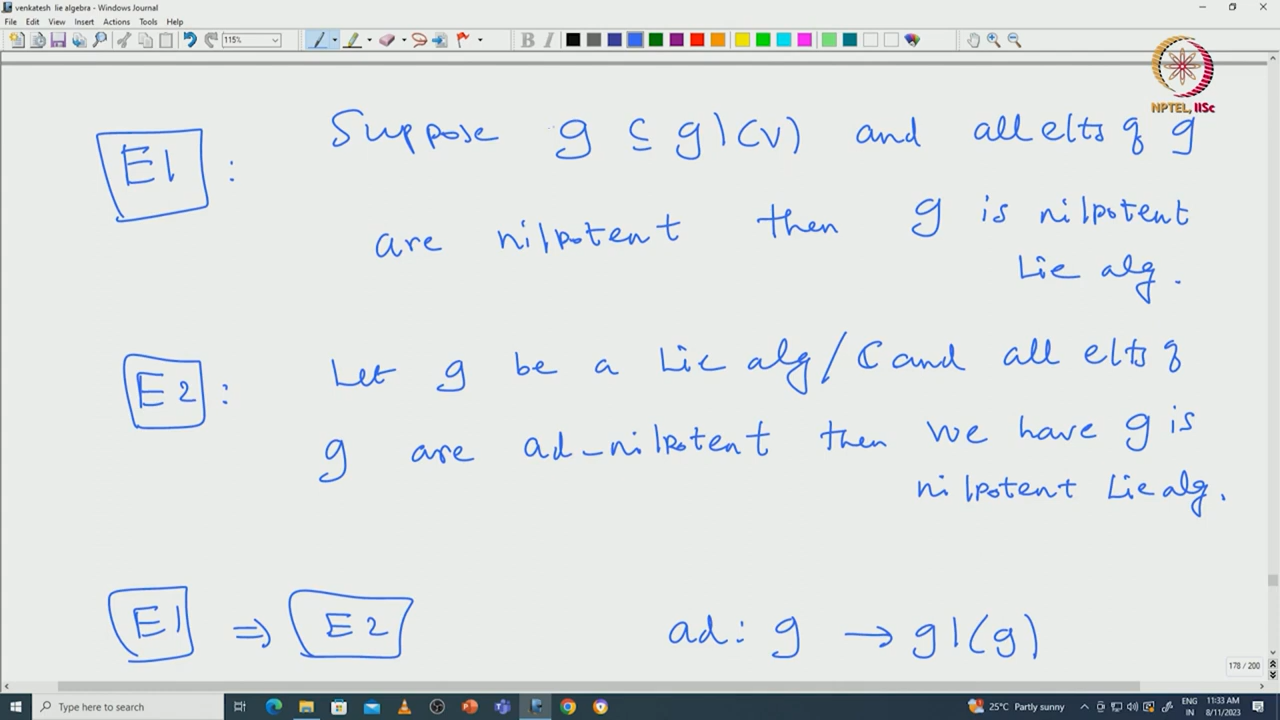 venkatesh lie algebra - Windows Journal
File Edit View Insert Actions Tools Help
115%
NPTEL, IISc
E1 : Suppose g ⊆ gl(V) and all elts of g
are nilpotent then g is nilpotent
Lie alg.
E2 : Let g be a Lie alg/ℂ and all elts of
g are ad-nilpotent then we have g is
nilpotent Lie alg.
E1 ⇒ E2 ad: g → gl(g)
178 / 200
Type here to search
25°C Partly sunny
ENG
IN
11:33 AM
8/11/2023